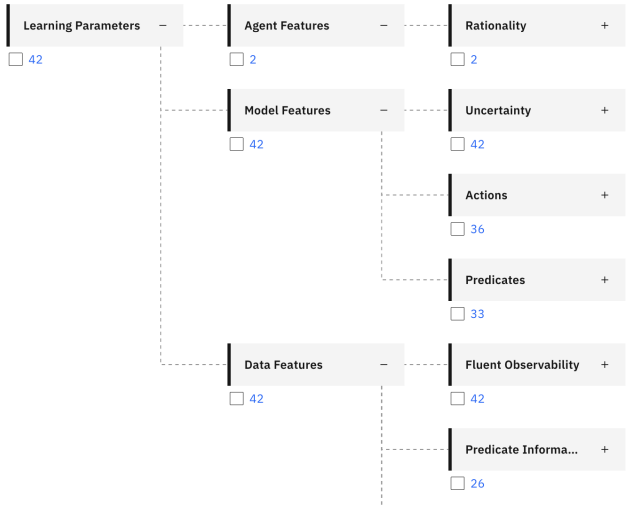 Learning Parameters −
Agent Features −
Rationality +
42
2
2
Model Features −
Uncertainty +
42
42
Actions +
36
Predicates +
33
Data Features −
Fluent Observability +
42
42
Predicate Informa... +
26